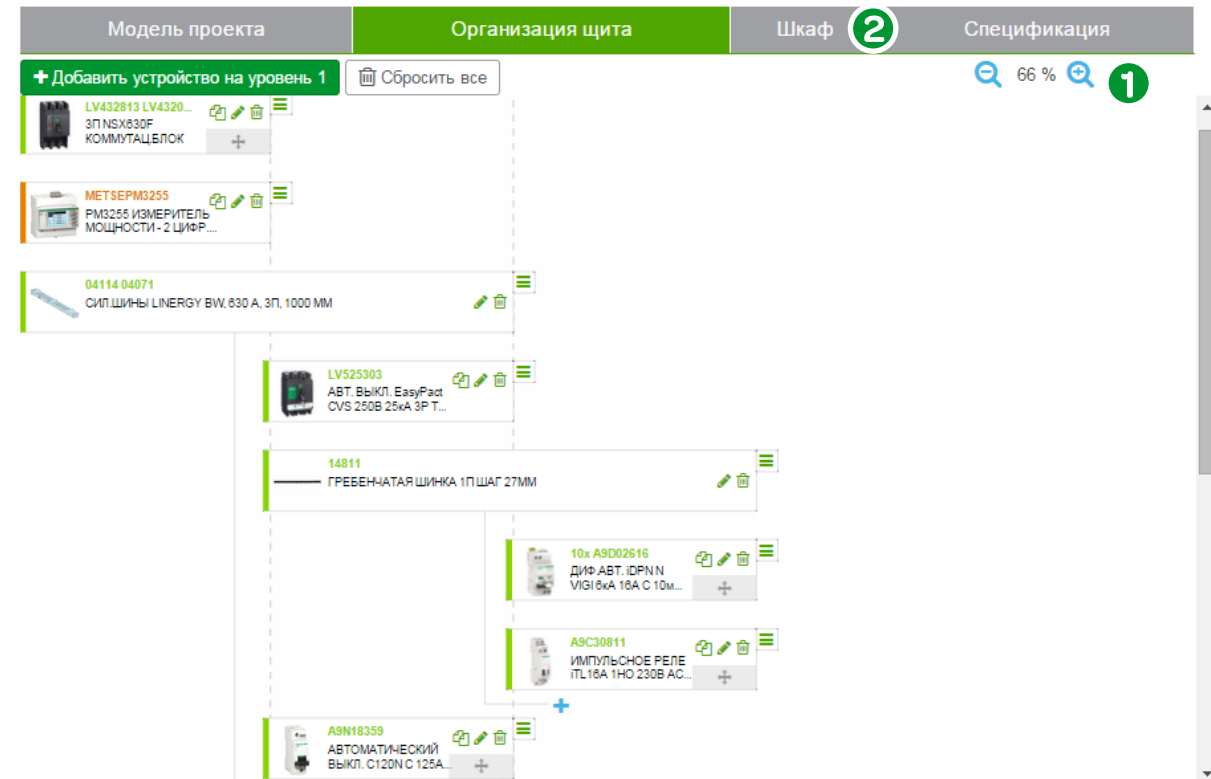 Модель проекта
Организация щита
Шкаф
2
Спецификация
+ Добавить устройство на уровень 1
Сбросить все
66 %
1
LV432813 LV4320...
3П NSX630F
КОММУТАЦ.БЛОК
METSEPM3255
PM3255 ИЗМЕРИТЕЛЬ
МОЩНОСТИ - 2 ЦИФР....
04114 04071
СИЛ.ШИНЫ LINERGY BW, 630 А, 3П, 1000 ММ
LV525303
АВТ. ВЫКЛ. EasyPact
CVS 250B 25кА 3P T...
14811
ГРЕБЕНЧАТАЯ ШИНКА 1П ШАГ 27ММ
10x A9D02616
ДИФ.АВТ. iDPN N
VIGI 6кА 16А C 10м...
A9C30811
ИМПУЛЬСНОЕ РЕЛЕ
iTL16A 1НО 230В АС...
A9N18359
АВТОМАТИЧЕСКИЙ
ВЫКЛ. C120N C 125A...